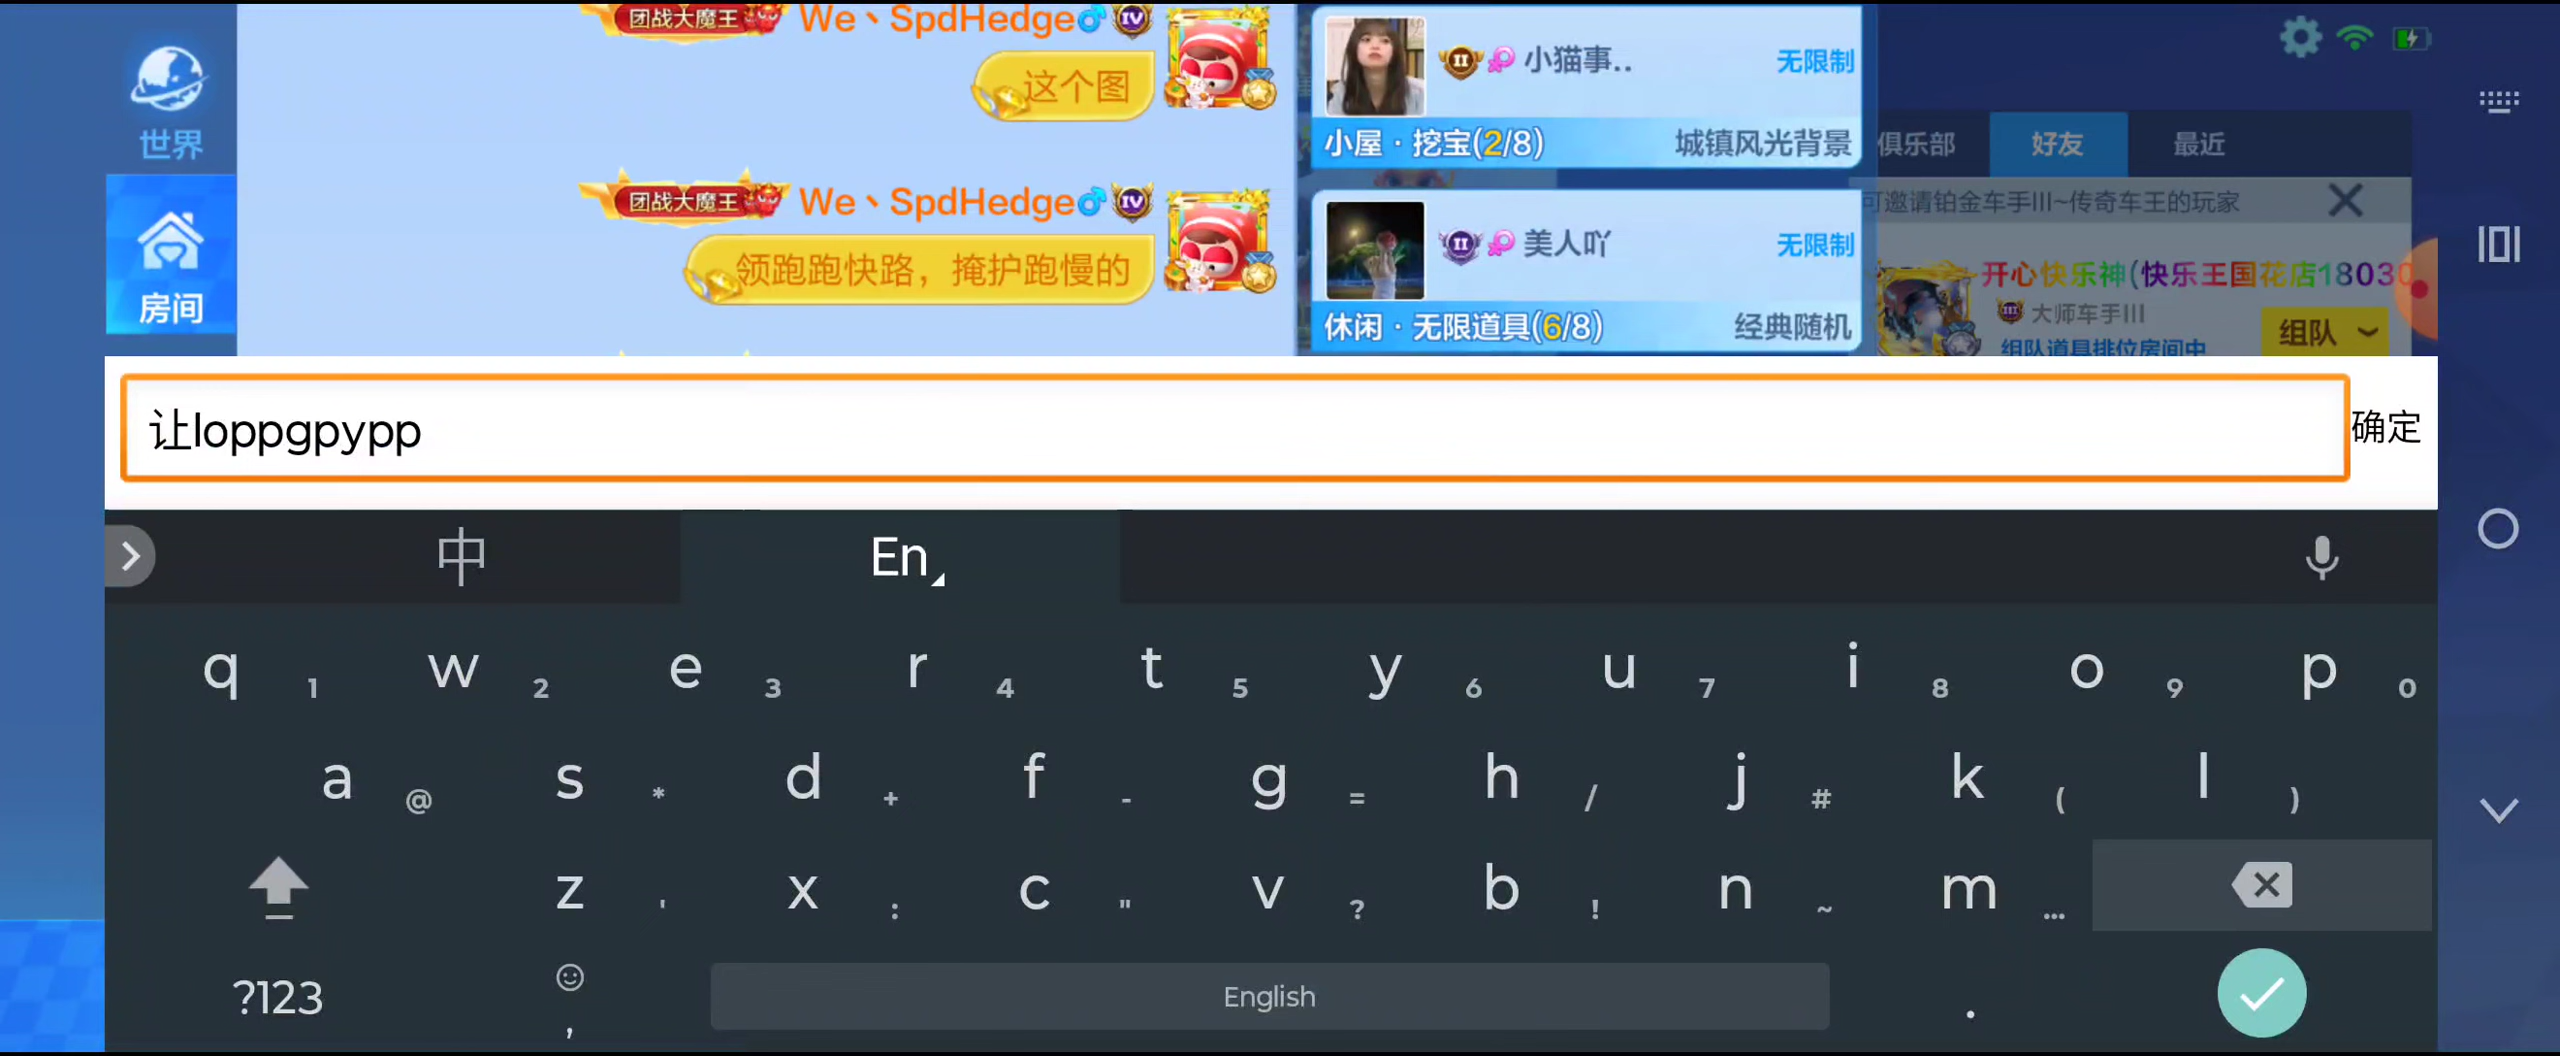 世界
房间
团战大魔王 We丶SpdHedge♂ IV
这个图
团战大魔王 We丶SpdHedge♂ IV
领跑跑快路，掩护跑慢的
II 小猫事.. 无限制
小屋·挖宝(2/8) 城镇风光背景
II 美人吖 无限制
休闲·无限道具(6/8) 经典随机
俱乐部 好友 最近
可邀请铂金车手III~传奇车王的玩家
开心快乐神(快乐王国花店18030
III 大师车手III
组队道具排位房间中
组队
让loppgpypp
确定
中 En
q 1 w 2 e 3 r 4 t 5 y 6 u 7 i 8 o 9 p 0
a @ s * d + f - g = h / j # k ( l )
z ' x : c " v ? b ! n ~ m ...
?123 , English .